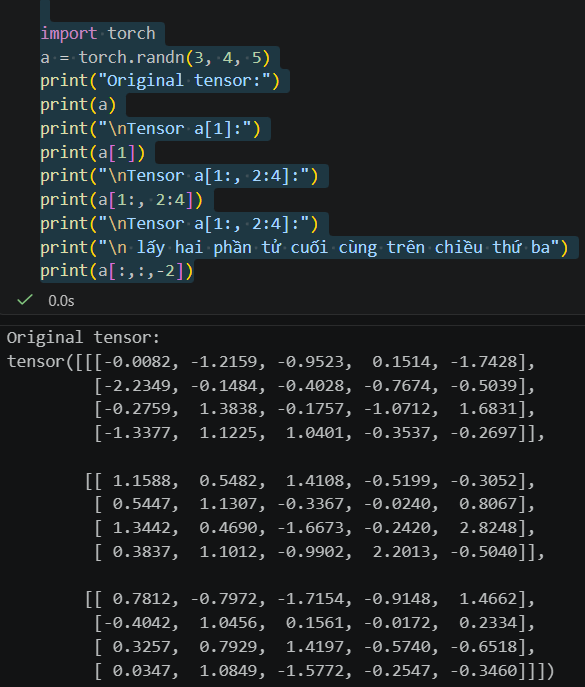 import torch
a = torch.randn(3, 4, 5)
print("Original tensor:")
print(a)
print("\nTensor a[1]:")
print(a[1])
print("\nTensor a[1:, 2:4]:")
print(a[1:, 2:4])
print("\nTensor a[1:, 2:4]:")
print("\n lấy hai phần tử cuối cùng trên chiều thứ ba")
print(a[:,:,-2])
0.0s
Original tensor:
tensor([[[-0.0082, -1.2159, -0.9523,  0.1514, -1.7428],
[-2.2349, -0.1484, -0.4028, -0.7674, -0.5039],
[-0.2759,  1.3838, -0.1757, -1.0712,  1.6831],
[-1.3377,  1.1225,  1.0401, -0.3537, -0.2697]],
[[ 1.1588,  0.5482,  1.4108, -0.5199, -0.3052],
[ 0.5447,  1.1307, -0.3367, -0.0240,  0.8067],
[ 1.3442,  0.4690, -1.6673, -0.2420,  2.8248],
[ 0.3837,  1.1012, -0.9902,  2.2013, -0.5040]],
[[ 0.7812, -0.7972, -1.7154, -0.9148,  1.4662],
[-0.4042,  1.0456,  0.1561, -0.0172,  0.2334],
[ 0.3257,  0.7929,  1.4197, -0.5740, -0.6518],
[ 0.0347,  1.0849, -1.5772, -0.2547, -0.3460]]])